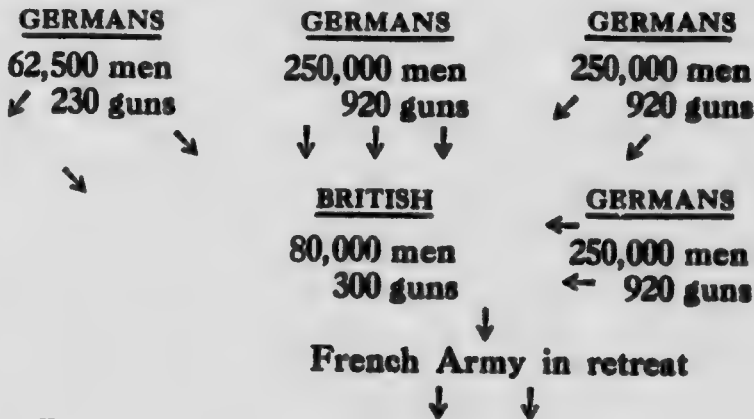 GERMANS GERMANS GERMANS
62,500 men 250,000 men 250,000 men
230 guns 920 guns 920 guns
BRITISH GERMANS
80,000 men 250,000 men
300 guns 920 guns
French Army in retreat